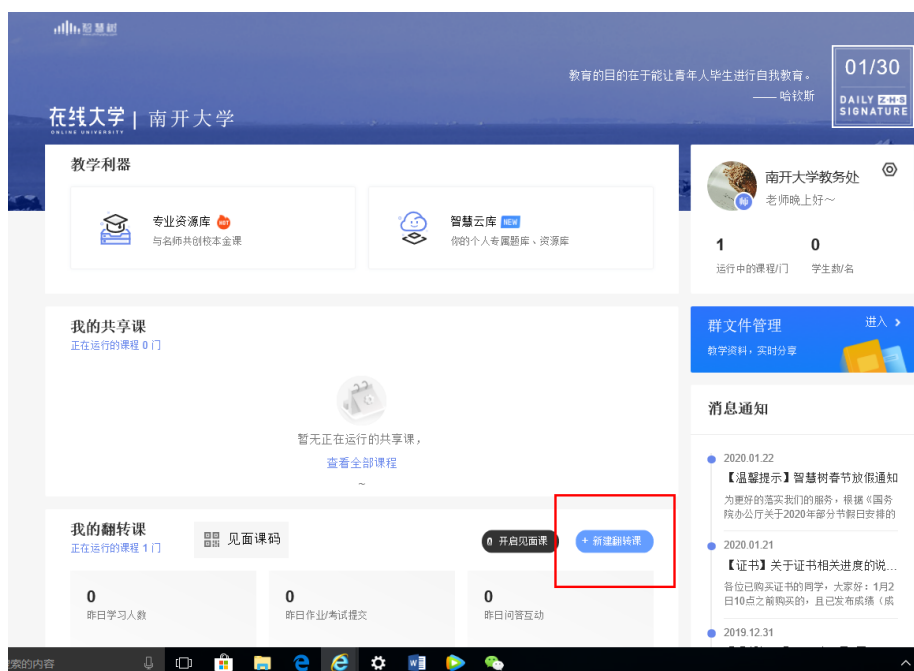 智慧树
教育的目的在于能让青年人毕生进行自我教育。
—— 哈钦斯
01/30
DAILY Z·H·S
SIGNATURE
在线大学 | 南开大学
ONLINE UNIVERSITY
教学利器
专业资源库 HOT
与名师共创校本金课
智慧云库 NEW
你的个人专属题库、资源库
南开大学教务处
师
老师晚上好～
1
0
运行中的课程/门
学生数/名
我的共享课
正在运行的课程 0 门
暂无正在运行的共享课，
查看全部课程
~
群文件管理
进入 >
教学资料，实时分享
消息通知
2020.01.22
【温馨提示】智慧树春节放假通知
为更好的落实我们的服务，根据《国务
院办公厅关于2020年部分节假日安排的
2020.01.21
【证书】关于证书相关进度的说...
各位已购买证书的同学，大家好：1月2
日10点之前购买的，且已发布成绩（成
2019.12.31
我的翻转课
正在运行的课程 1 门
见面课码
开启见面课
+ 新建翻转课
0
昨日学习人数
0
昨日作业/考试提交
0
昨日问答互动
搜索的内容